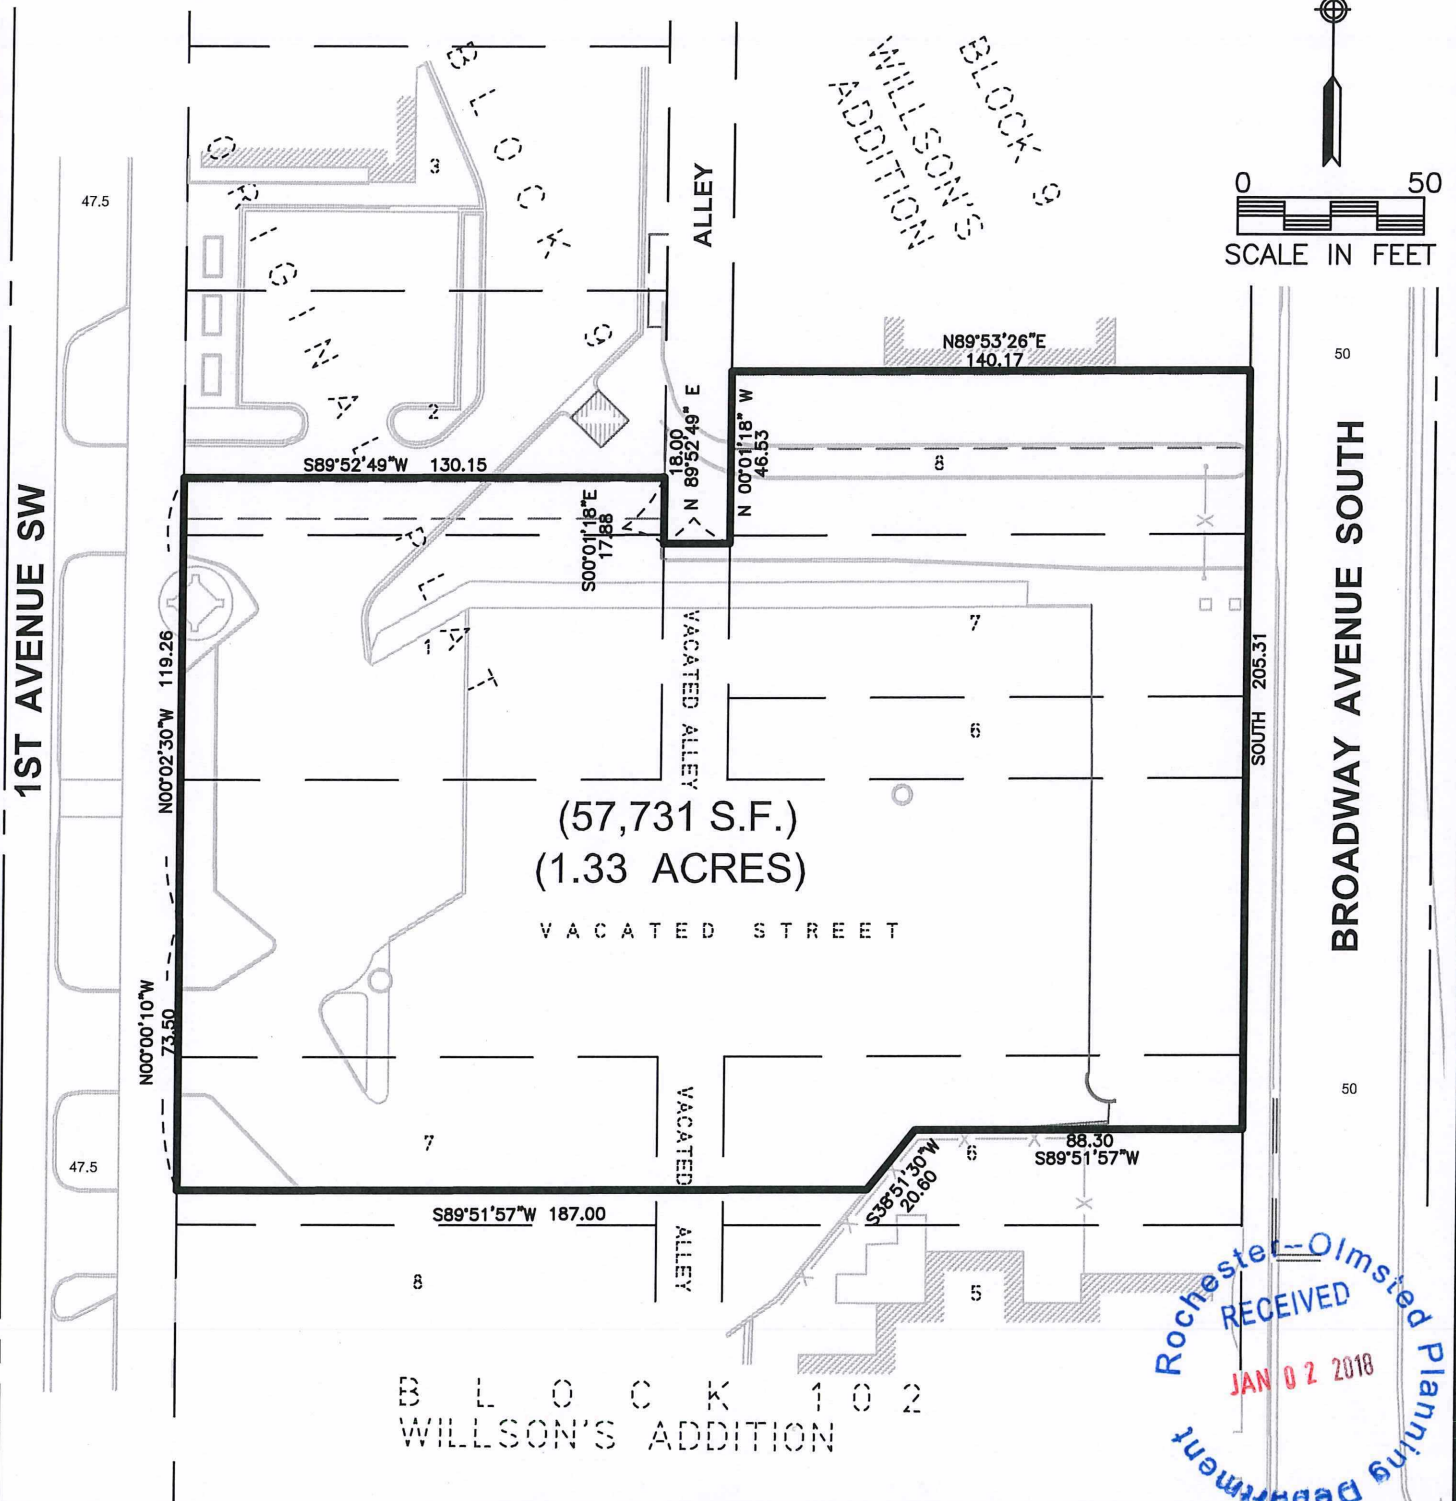 BLOCK 9
ORIGINAL PLAT
3
2
1
ALLEY
BLOCK 9
WILLSON'S
ADDITION
0 50
SCALE IN FEET
47.5
50
N89°53'26"E
140.17
S89°52'49"W 130.15
18.00
N 89°52'49" E
N 00°01'18" W
46.53
S00°01'18"E
17.88
8
7
6
1ST AVENUE SW
N00°02'30"W 119.26
VACATED ALLEY
SOUTH 205.31
BROADWAY AVENUE SOUTH
(57,731 S.F.)
(1.33 ACRES)
VACATED STREET
N00°00'10"W
73.50
50
47.5
7
VACATED
ALLEY
6
88.30
S89°51'57"W
S38°51'30"W
20.60
S89°51'57"W 187.00
8
5
BLOCK 102
WILLSON'S ADDITION
Rochester-Olmsted Planning Department
RECEIVED
JAN 02 2018